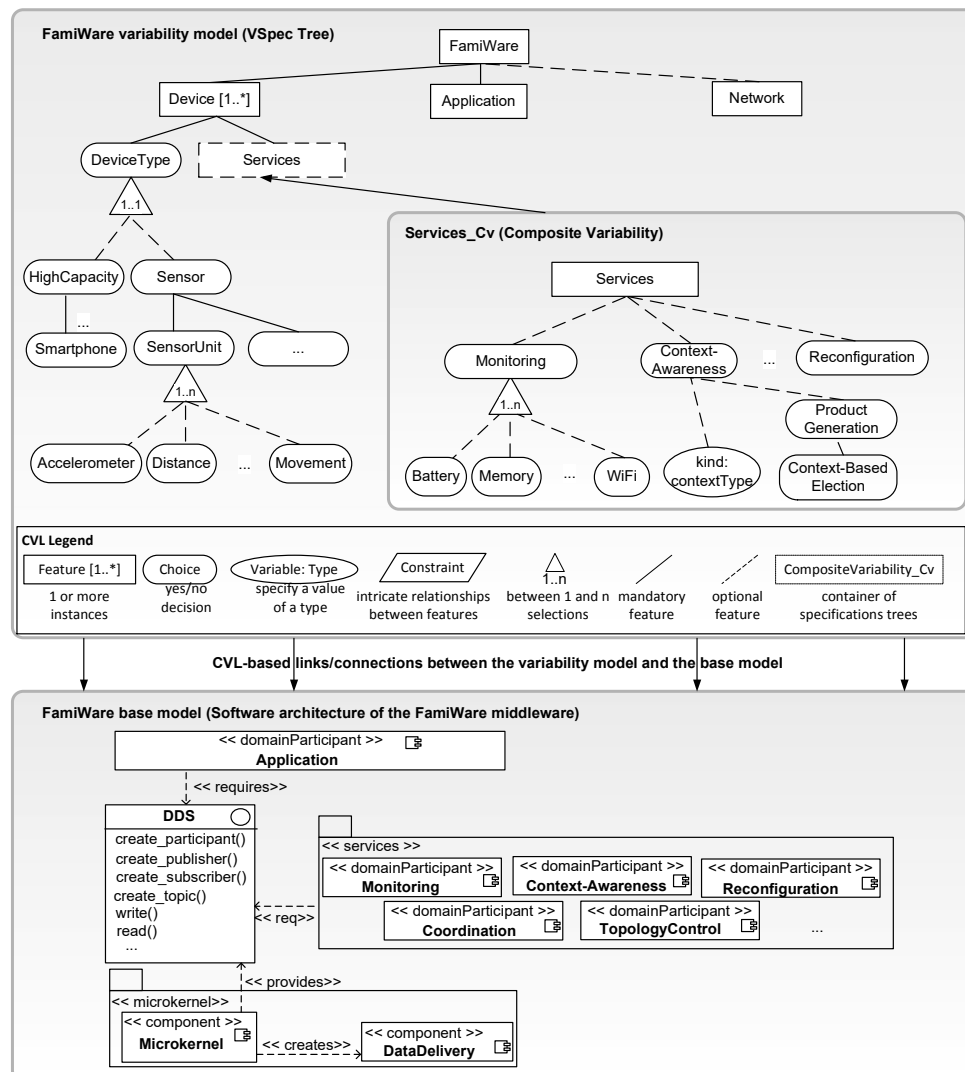 FamiWare variability model (VSpec Tree)
FamiWare
Device [1..*]
Application
Network
DeviceType
Services
1..1
HighCapacity
Sensor
...
Smartphone
SensorUnit
...
1..n
Accelerometer
Distance
...
Movement
Services_Cv (Composite Variability)
Services
Monitoring
Context-
Awareness
...
Reconfiguration
1..n
Product
Generation
Battery
Memory
...
WiFi
kind:
contextType
Context-Based
Election
CVL Legend
Feature [1..*]
1 or more
instances
Choice
yes/no
decision
Variable: Type
specify a value
of a type
Constraint
intricate relationships
between features
1..n
between 1 and n
selections
mandatory
feature
optional
feature
CompositeVariability_Cv
container of
specifications trees
CVL-based links/connections between the variability model and the base model
FamiWare base model (Software architecture of the FamiWare middleware)
<< domainParticipant >>
Application
<< requires>>
DDS
create_participant()
create_publisher()
create_subscriber()
create_topic()
write()
read()
...
<< req>>
<< services >>
<< domainParticipant >>
Monitoring
<< domainParticipant >>
Context-Awareness
<< domainParticipant >>
Reconfiguration
<< domainParticipant >>
Coordination
<< domainParticipant >>
TopologyControl
...
<< provides>>
<< microkernel>>
<< component >>
Microkernel
<< creates>>
<< component >>
DataDelivery